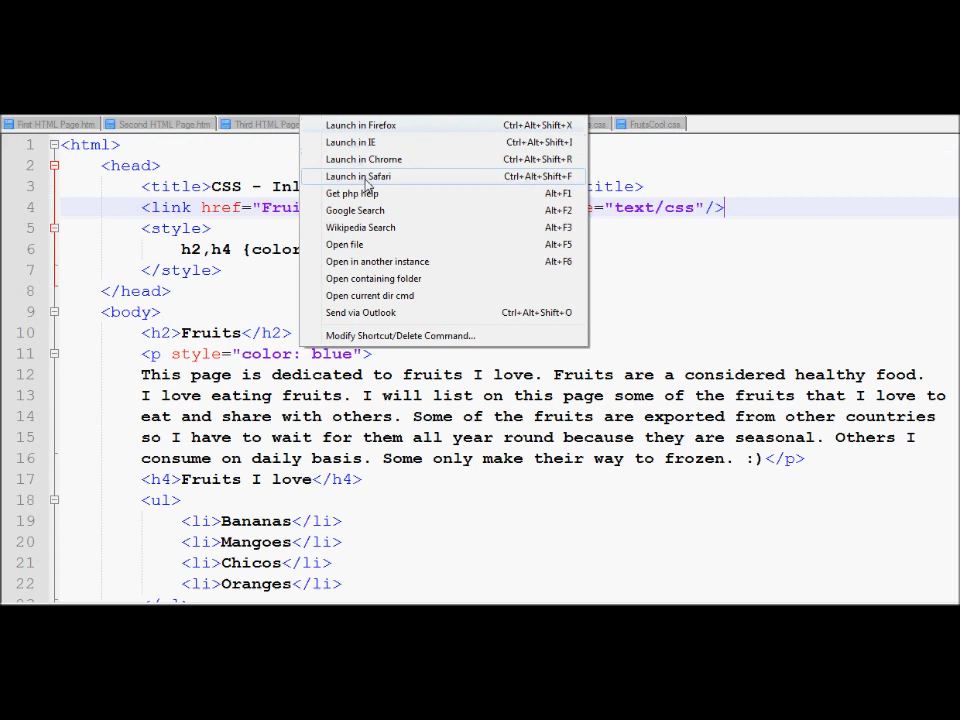 First HTML Page.htm Second HTML Page.htm Third HTML Page .css FruitsCool.css
Launch in Firefox Ctrl+Alt+Shift+X
Launch in IE Ctrl+Alt+Shift+I
Launch in Chrome Ctrl+Alt+Shift+R
Launch in Safari Ctrl+Alt+Shift+F
Get php help Alt+F1
Google Search Alt+F2
Wikipedia Search Alt+F3
Open file Alt+F5
Open in another instance Alt+F6
Open containing folder
Open current dir cmd
Send via Outlook Ctrl+Alt+Shift+O
Modify Shortcut/Delete Command...
1 <html>
2 <head>
3 <title>CSS - Inl title>
4 <link href="Frui e="text/css"/>
5 <style>
6 h2,h4 {color
7 </style>
8 </head>
9 <body>
10 <h2>Fruits</h2>
11 <p style="color: blue">
12 This page is dedicated to fruits I love. Fruits are a considered healthy food.
13 I love eating fruits. I will list on this page some of the fruits that I love to
14 eat and share with others. Some of the fruits are exported from other countries
15 so I have to wait for them all year round because they are seasonal. Others I
16 consume on daily basis. Some only make their way to frozen. :)</p>
17 <h4>Fruits I love</h4>
18 <ul>
19 <li>Bananas</li>
20 <li>Mangoes</li>
21 <li>Chicos</li>
22 <li>Oranges</li>